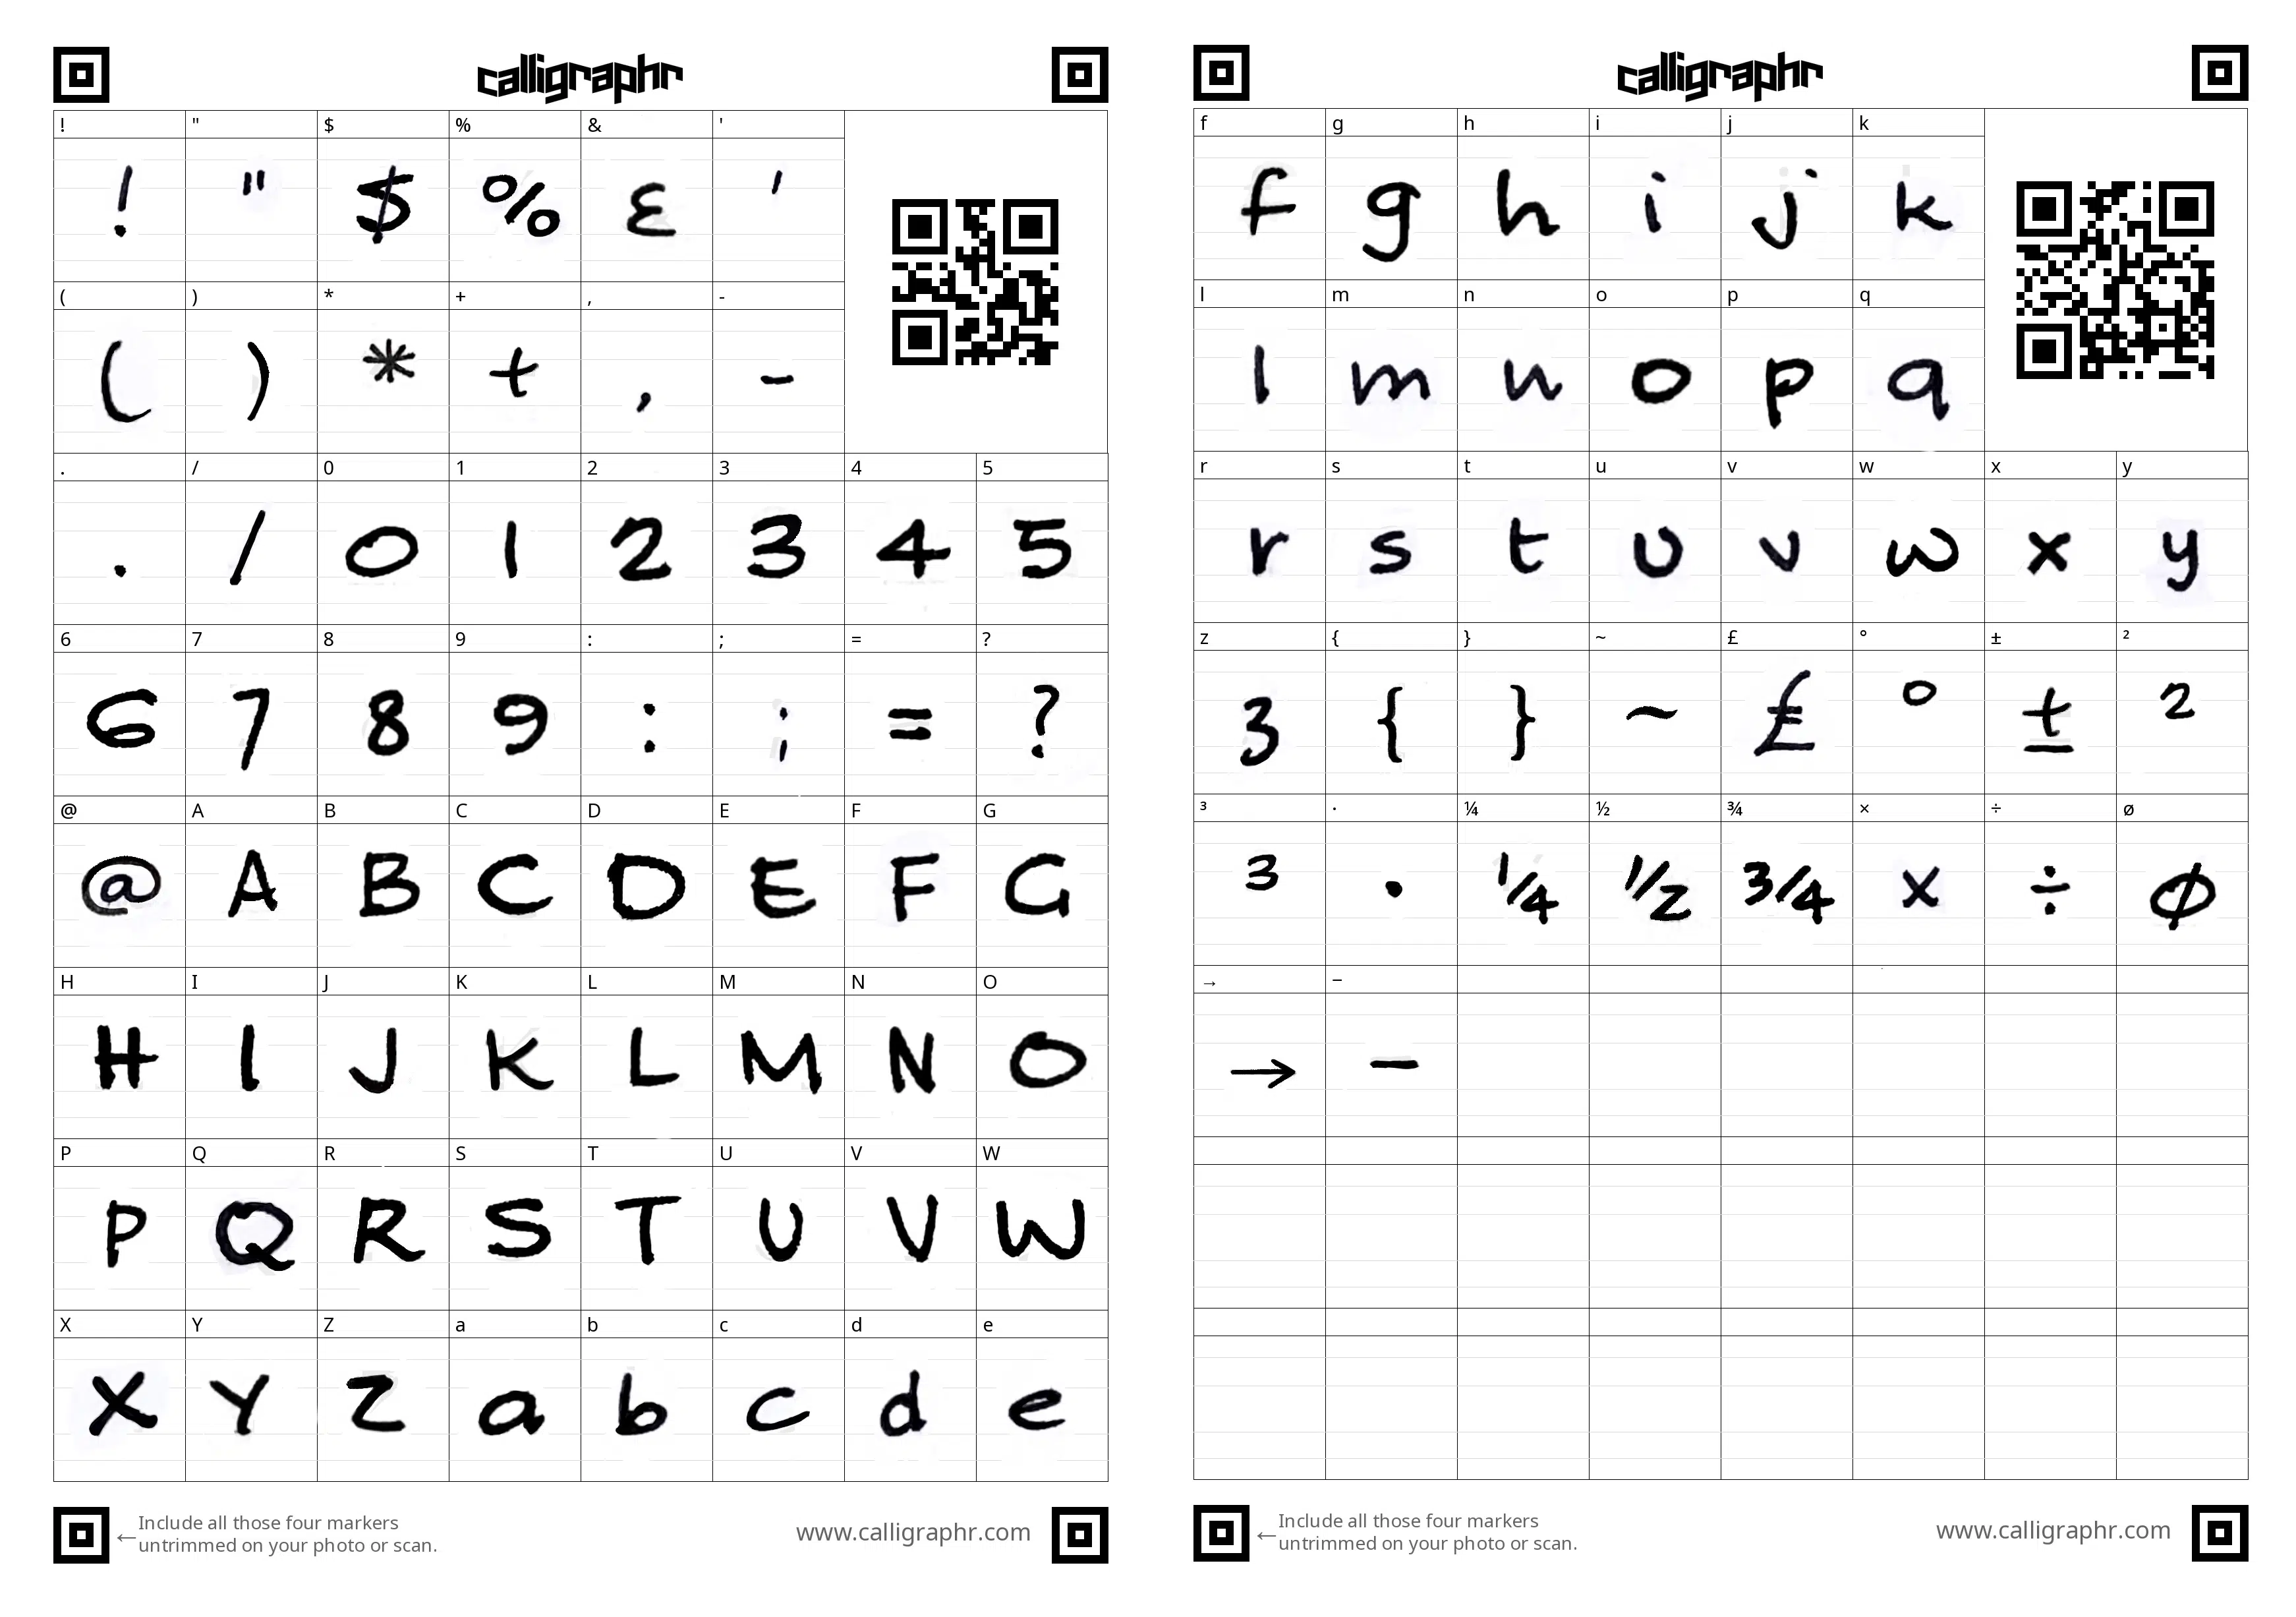 calligraphr
! " $ % & '
! " $ % & '
( ) * + , -
( ) * + , -
. / 0 1 2 3 4 5
. / 0 1 2 3 4 5
6 7 8 9 : ; = ?
6 7 8 9 : ; = ?
@ A B C D E F G
@ A B C D E F G
H I J K L M N O
H I J K L M N O
P Q R S T U V W
P Q R S T U V W
X Y Z a b c d e
X Y Z a b c d e
←Include all those four markers
untrimmed on your photo or scan.
www.calligraphr.com
calligraphr
f g h i j k
f g h i j k
l m n o p q
l m n o p q
r s t u v w x y
r s t u v w x y
z { } ~ £ ° ± ²
z { } ~ £ ° ± ²
³ · ¼ ½ ¾ × ÷ ø
³ · ¼ ½ ¾ × ÷ ø
→ −
→ −
←Include all those four markers
untrimmed on your photo or scan.
www.calligraphr.com